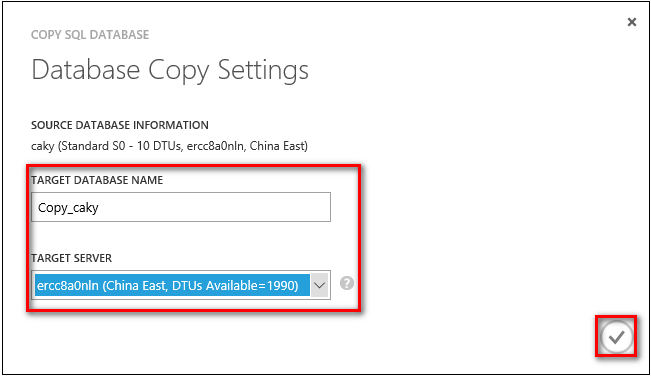 COPY SQL DATABASE
Database Copy Settings
SOURCE DATABASE INFORMATION
caky (Standard S0 - 10 DTUs, ercc8a0nln, China East)
TARGET DATABASE NAME
Copy_caky
TARGET SERVER
ercc8a0nln (China East, DTUs Available=1990)
?